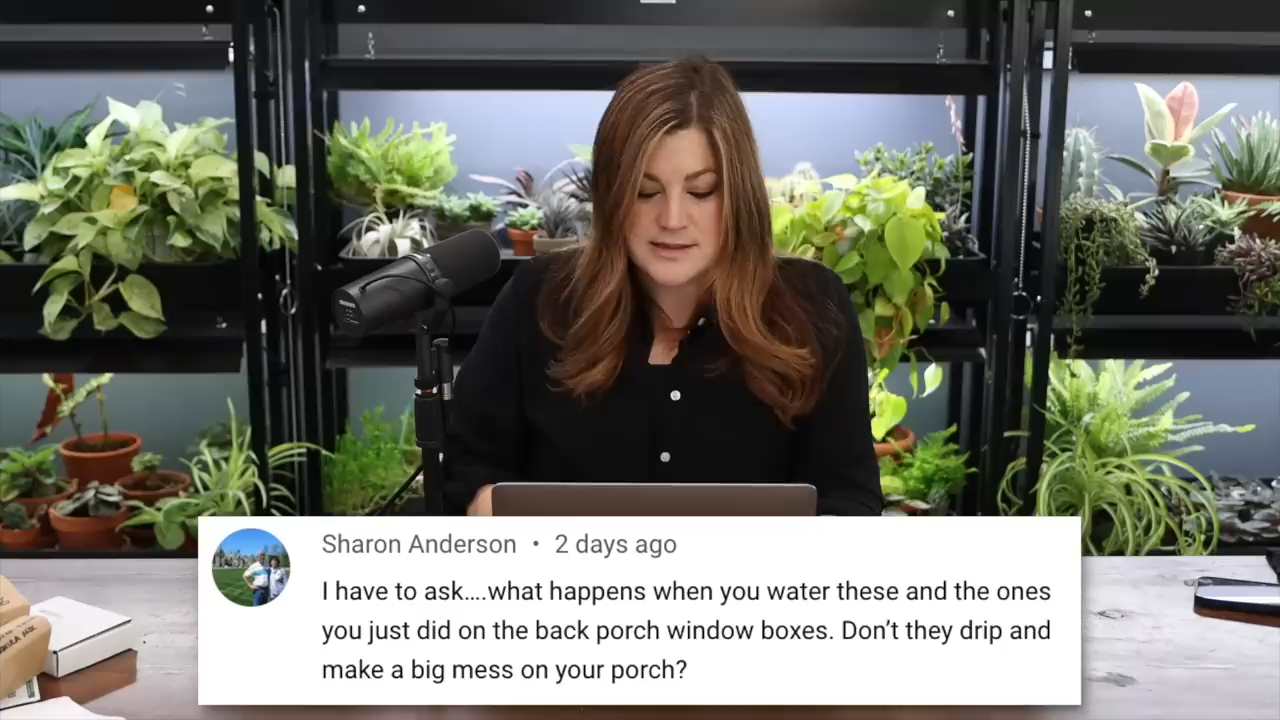 Sharon Anderson • 2 days ago
I have to ask....what happens when you water these and the ones
you just did on the back porch window boxes. Don’t they drip and
make a big mess on your porch?